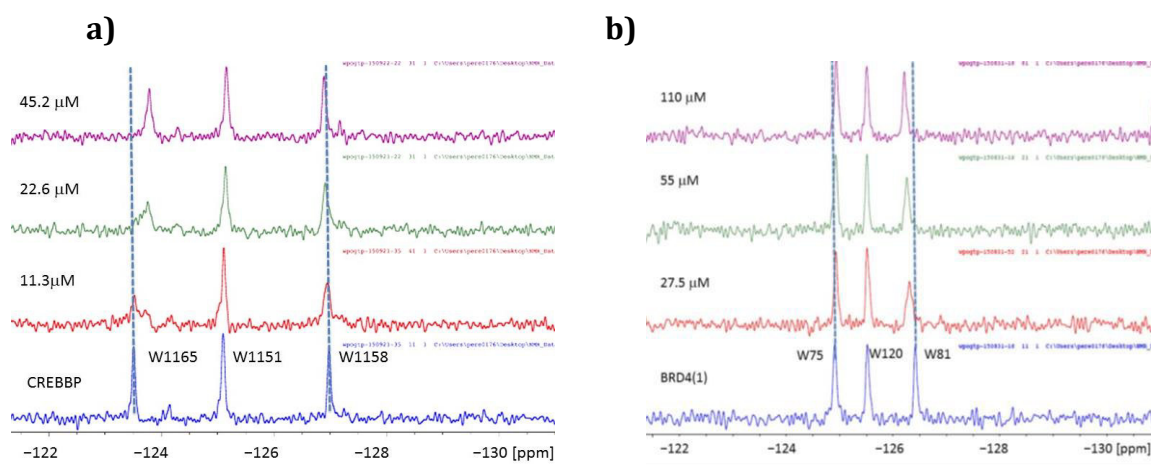 a)
45.2 µM
22.6 µM
11.3µM
W1165
W1151
W1158
CREBBP
−122
−124
−126
−128
−130 [ppm]
b)
110 µM
55 µM
27.5 µM
W75
W120
W81
BRD4(1)
−122
−124
−126
−128
−130 [ppm]